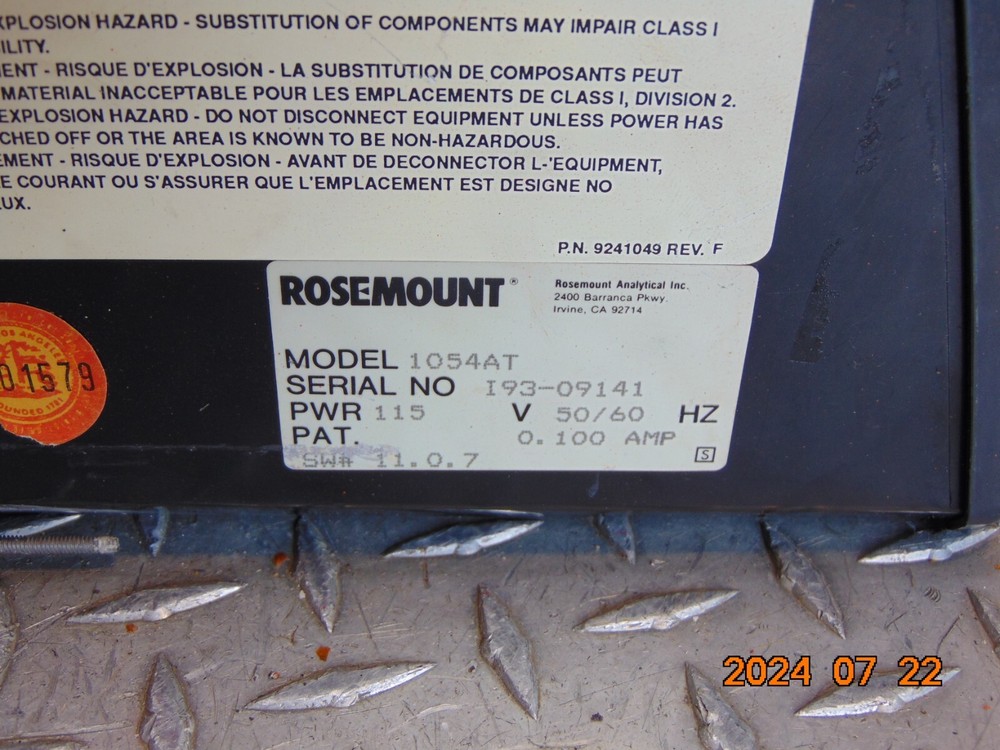 XPLOSION HAZARD - SUBSTITUTION OF COMPONENTS MAY IMPAIR CLASS I
ILITY.
ENT - RISQUE D'EXPLOSION - LA SUBSTITUTION DE COMPOSANTS PEUT
MATERIAL INACCEPTABLE POUR LES EMPLACEMENTS DE CLASS I, DIVISION 2.
EXPLOSION HAZARD - DO NOT DISCONNECT EQUIPMENT UNLESS POWER HAS
CHED OFF OR THE AREA IS KNOWN TO BE NON-HAZARDOUS.
EMENT - RISQUE D'EXPLOSION - AVANT DE DECONNECTOR L-'EQUIPMENT,
E COURANT OU S'ASSURER QUE L'EMPLACEMENT EST DESIGNE NO
UX.
P.N. 9241049 REV. F
ROSEMOUNT®
Rosemount Analytical Inc.
2400 Barranca Pkwy.
Irvine, CA 92714
MODEL 1054AT
SERIAL NO I93-09141
PWR 115 V 50/60 HZ
PAT. 0.100 AMP
SW# 11.0.7
S
OS ANGELE
01579
OUNDED 1781
2024 07 22